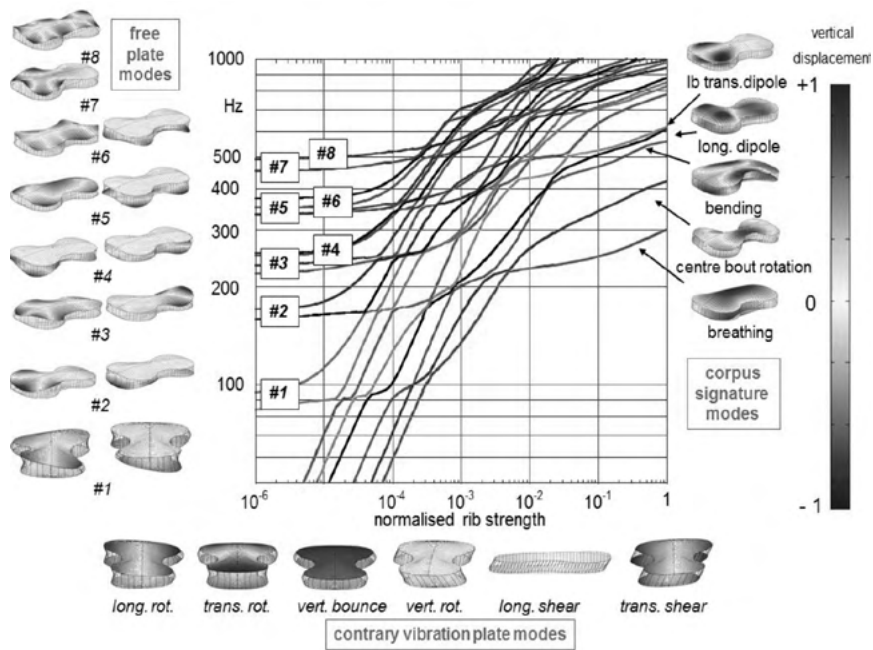 free
plate
modes
#8
#7
#6
#5
#4
#3
#2
#1
1000
Hz
500
400
300
200
100
#7
#8
#5
#6
#3
#4
#2
#1
10-6
10-4
10-3
10-2
10-1
1
normalised rib strength
lb trans.dipole
long. dipole
bending
centre bout rotation
breathing
corpus
signature
modes
vertical
displacement
+1
0
- 1
long. rot.
trans. rot.
vert. bounce
vert. rot.
long. shear
trans. shear
contrary vibration plate modes